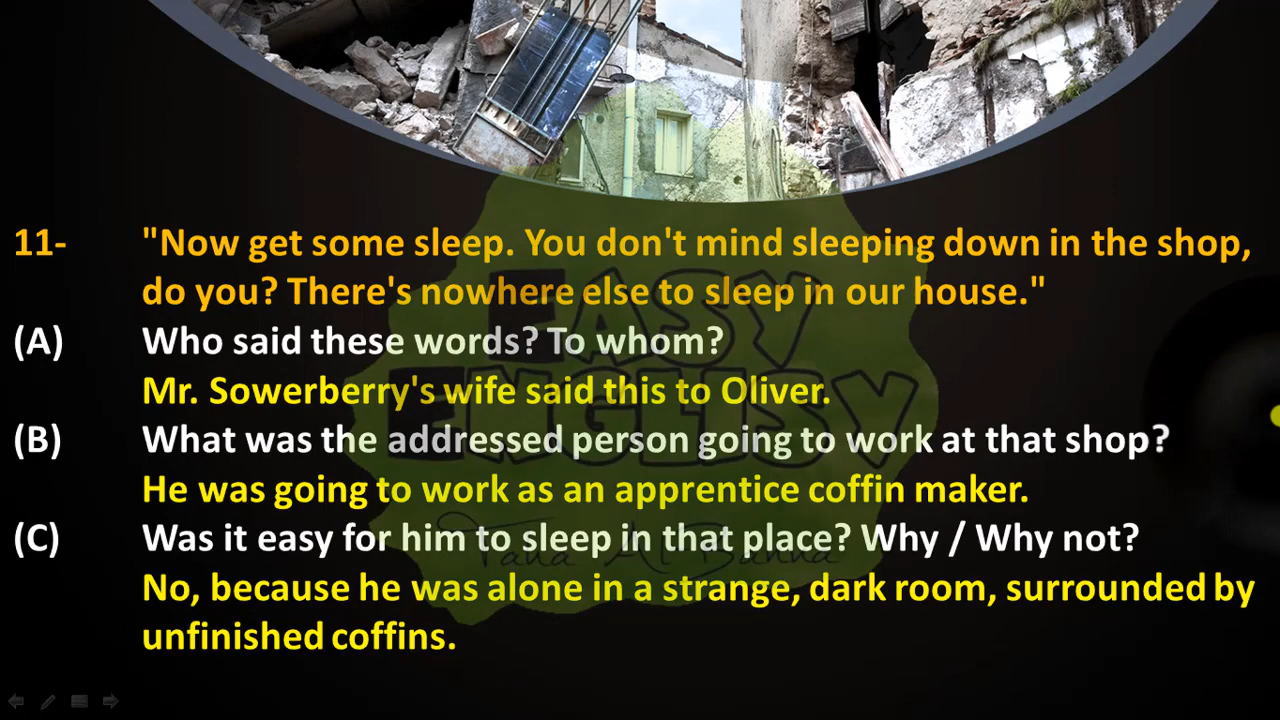 11- "Now get some sleep. You don't mind sleeping down in the shop,
do you? There's nowhere else to sleep in our house."
(A) Who said these words? To whom?
Mr. Sowerberry's wife said this to Oliver.
(B) What was the addressed person going to work at that shop?
He was going to work as an apprentice coffin maker.
(C) Was it easy for him to sleep in that place? Why / Why not?
No, because he was alone in a strange, dark room, surrounded by
unfinished coffins.
EASY
ENGLISY